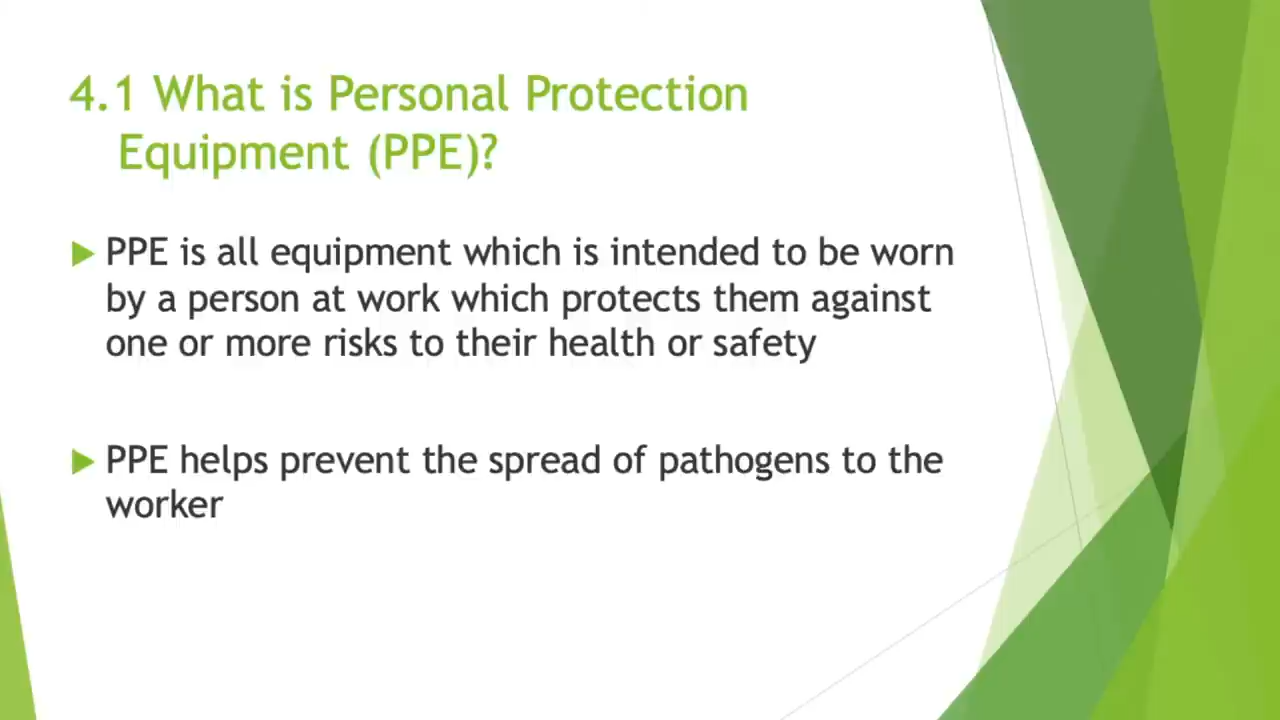 4.1 What is Personal Protection
Equipment (PPE)?
PPE is all equipment which is intended to be worn
by a person at work which protects them against
one or more risks to their health or safety
PPE helps prevent the spread of pathogens to the
worker